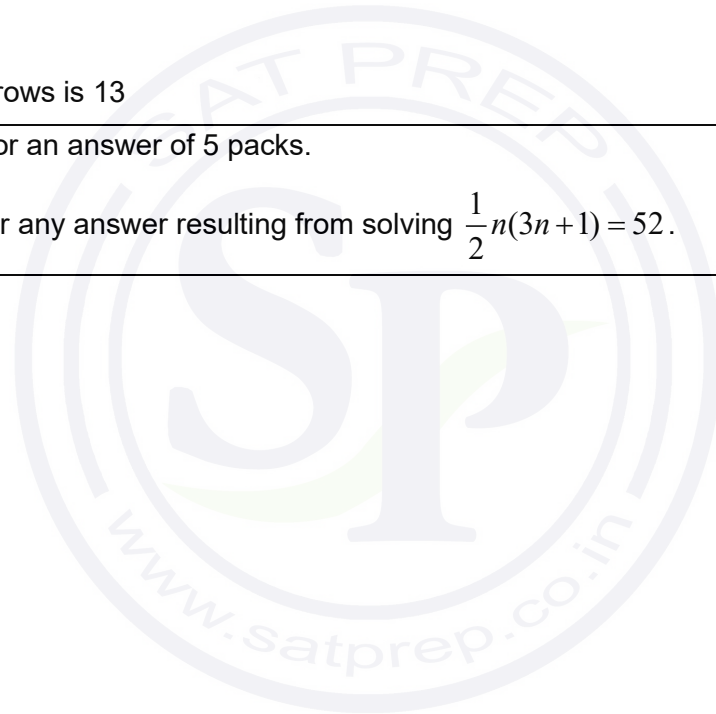 rows is 13
or an answer of 5 packs.
r any answer resulting from solving \frac{1}{2}n(3n+1) = 52.
SAT PREP
SP
www.satprep.co.in